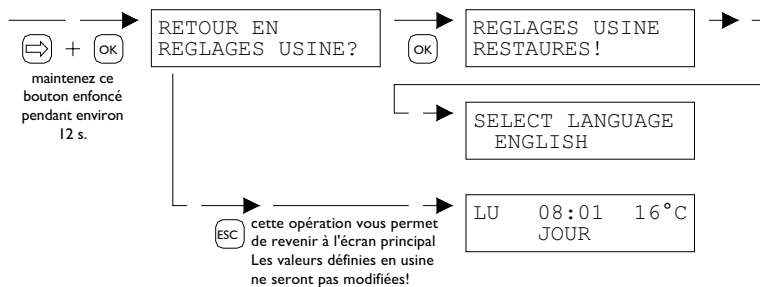 + OK
maintenez ce
bouton enfoncé
pendant environ
12 s.
RETOUR EN
REGLAGES USINE?
OK
REGLAGES USINE
RESTAURES!
SELECT LANGUAGE
ENGLISH
ESC
cette opération vous permet
de revenir à l'écran principal
Les valeurs définies en usine
ne seront pas modifiées!
LU 08:01 16°C
JOUR